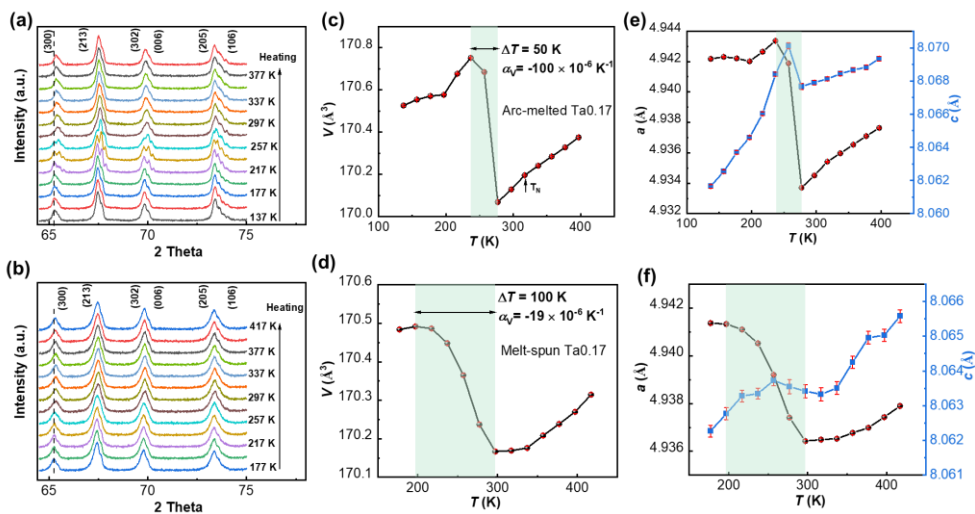 (a)
(300)
(213)
(302)
(006)
(205)
(106)
Heating
377 K
337 K
297 K
257 K
217 K
177 K
137 K
Intensity (a.u.)
65 70 75
2 Theta
(c)
170.8
170.6
170.4
170.2
170.0
V (Å³)
ΔT = 50 K
αV= -100 × 10⁻⁶ K⁻¹
Arc-melted Ta0.17
TN
200 300 400
T (K)
(e)
4.944
4.942
4.940
4.938
4.936
4.934
4.932
a (Å)
8.070
8.068
8.066
8.064
8.062
8.060
c (Å)
200 300 400
T (K)
(b)
(300)
(213)
(302)
(006)
(205)
(106)
Heating
417 K
377 K
337 K
297 K
257 K
217 K
177 K
Intensity (a.u.)
65 70 75
2 Theta
(d)
170.6
170.5
170.4
170.3
170.2
170.1
V (Å³)
ΔT = 100 K
αV= -19 × 10⁻⁶ K⁻¹
Melt-spun Ta0.17
200 300 400
T (K)
(f)
4.942
4.940
4.938
4.936
a (Å)
8.066
8.065
8.064
8.063
8.062
8.061
c (Å)
200 300 400
T (K)